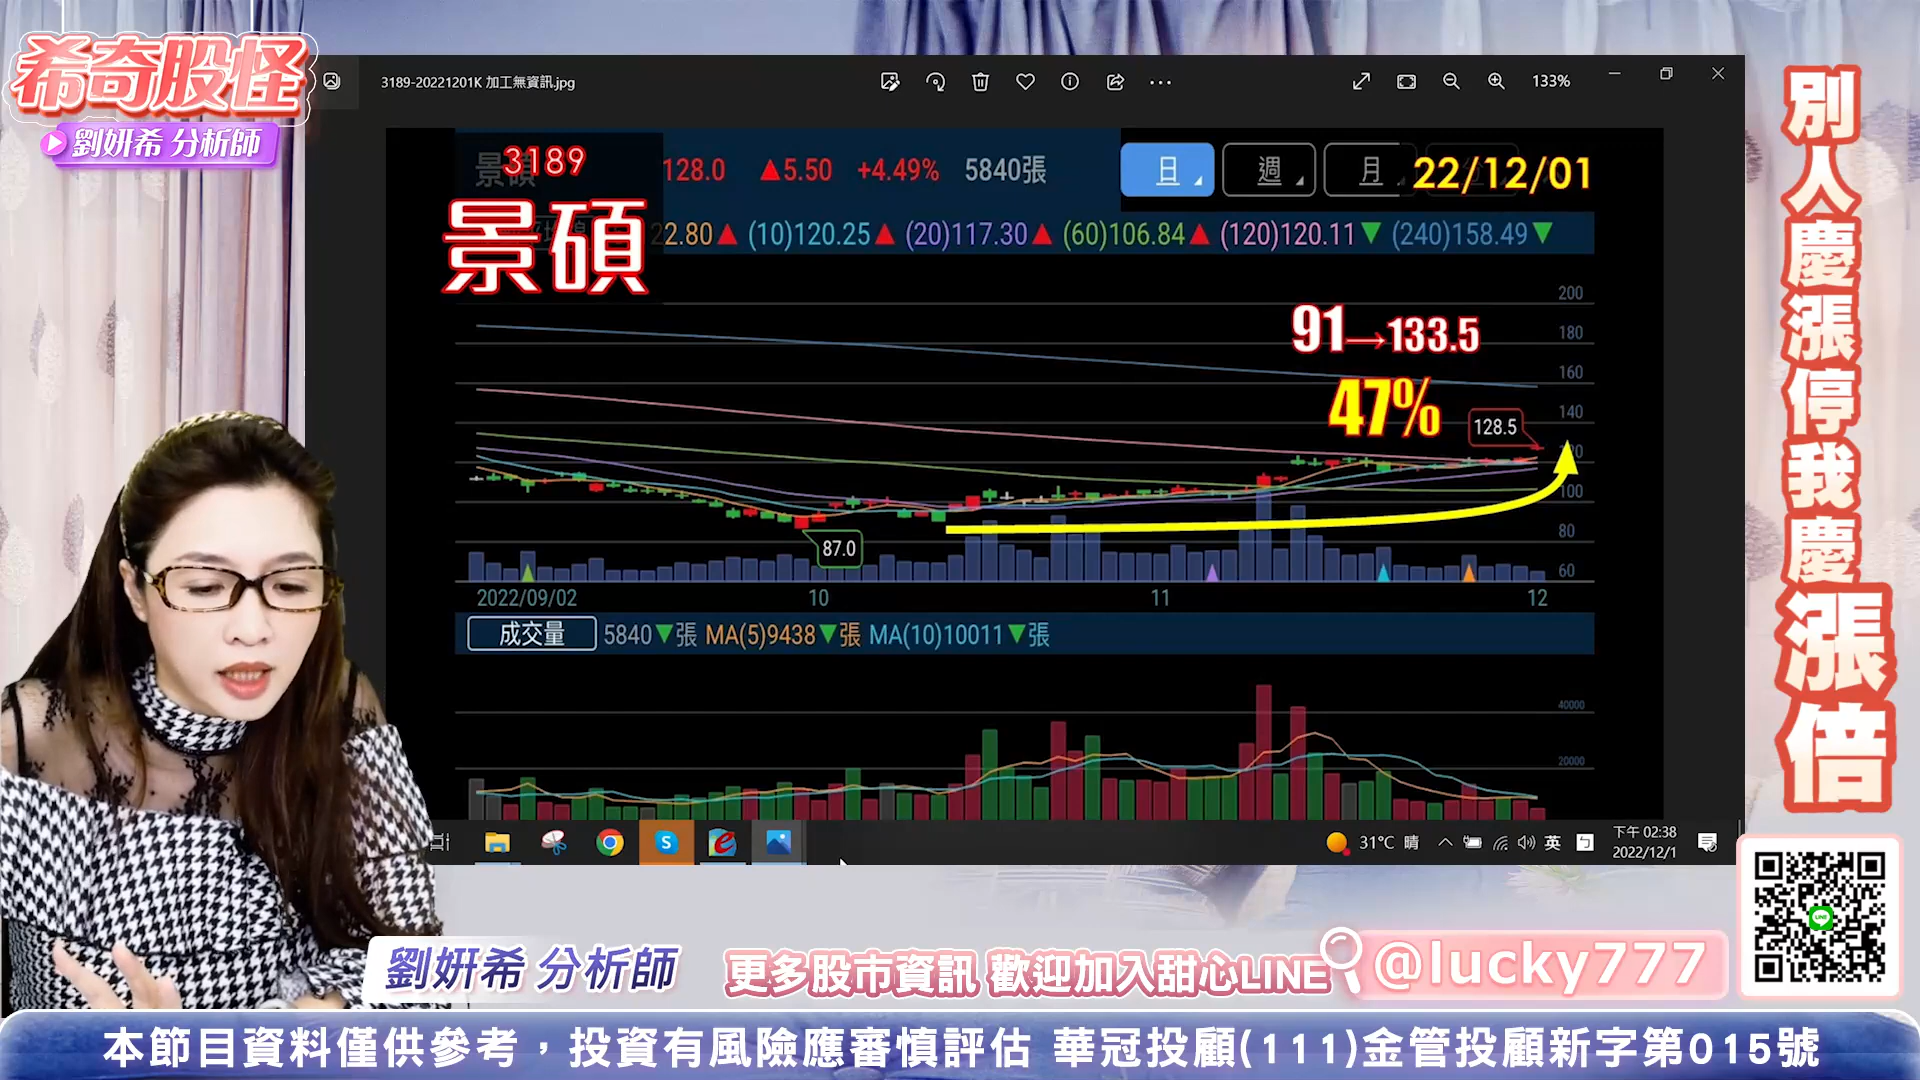 希奇股怪
劉妍希 分析師
3189-20221201K 加工無資訊.jpg
133%
3189
景碩
128.0 ▲5.50 +4.49% 5840張
日 週 月
22/12/01
22.80▲ (10)120.25▲ (20)117.30▲ (60)106.84▲ (120)120.11▼ (240)158.49▼
91→133.5
47%
128.5
87.0
200
180
160
140
100
80
60
2022/09/02 10 11 12
成交量 5840▼張 MA(5)9438▼張 MA(10)10011▼張
40000
20000
31°C 晴 英
下午 02:38
2022/12/1
別人慶漲停我慶漲倍
劉妍希 分析師
更多股市資訊 歡迎加入甜心LINE
@lucky777
LINE
本節目資料僅供參考，投資有風險應審慎評估 華冠投顧(111)金管投顧新字第015號